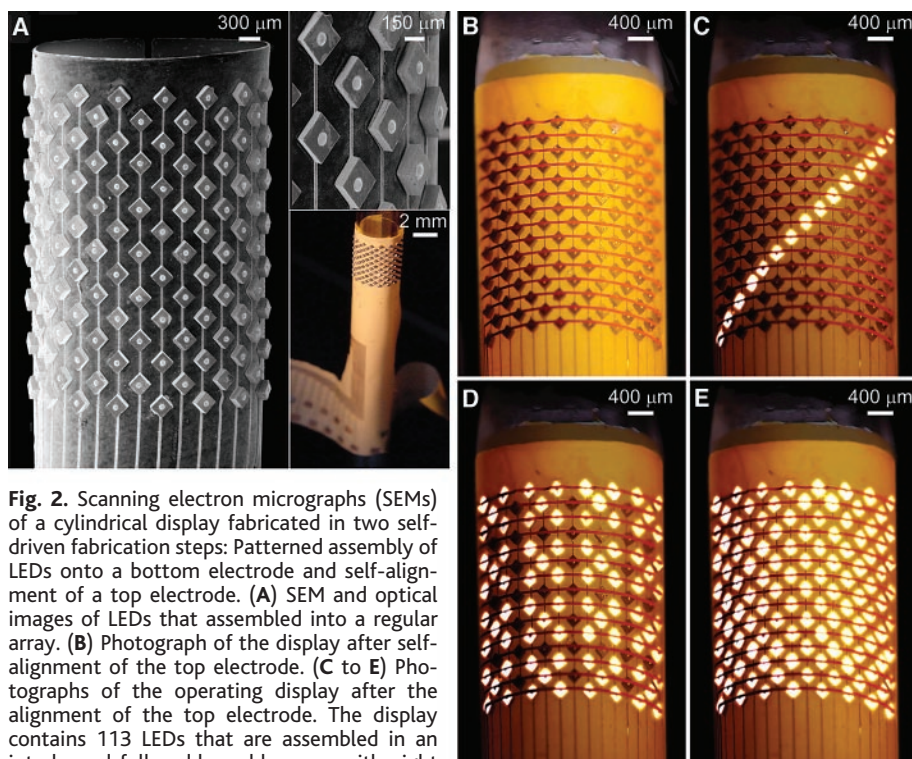 A
300 μm
150 μm
2 mm
B
400 μm
C
400 μm
D
400 μm
E
400 μm
Fig. 2. Scanning electron micrographs (SEMs)
of a cylindrical display fabricated in two self-
driven fabrication steps: Patterned assembly of
LEDs onto a bottom electrode and self-align-
ment of a top electrode. (A) SEM and optical
images of LEDs that assembled into a regular
array. (B) Photograph of the display after self-
alignment of the top electrode. (C to E) Pho-
tographs of the operating display after the
alignment of the top electrode. The display
contains 113 LEDs that are assembled in an